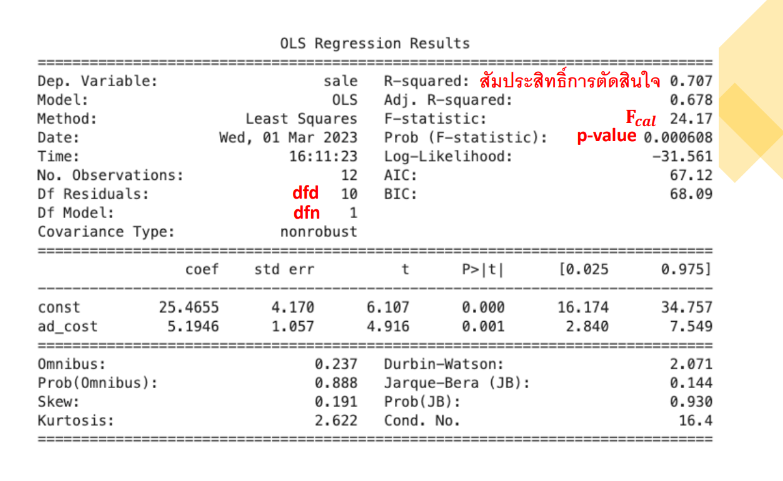 OLS Regression Results
==============================================================================
Dep. Variable: sale R-squared: สัมประสิทธิ์การตัดสินใจ 0.707
Model: OLS Adj. R-squared: 0.678
Method: Least Squares F-statistic: F_cal 24.17
Date: Wed, 01 Mar 2023 Prob (F-statistic): p-value 0.000608
Time: 16:11:23 Log-Likelihood: -31.561
No. Observations: 12 AIC: 67.12
Df Residuals: dfd 10 BIC: 68.09
Df Model: dfn 1
Covariance Type: nonrobust
==============================================================================
coef std err t P>|t| [0.025 0.975]
------------------------------------------------------------------------------
const 25.4655 4.170 6.107 0.000 16.174 34.757
ad_cost 5.1946 1.057 4.916 0.001 2.840 7.549
==============================================================================
Omnibus: 0.237 Durbin-Watson: 2.071
Prob(Omnibus): 0.888 Jarque-Bera (JB): 0.144
Skew: 0.191 Prob(JB): 0.930
Kurtosis: 2.622 Cond. No. 16.4
==============================================================================